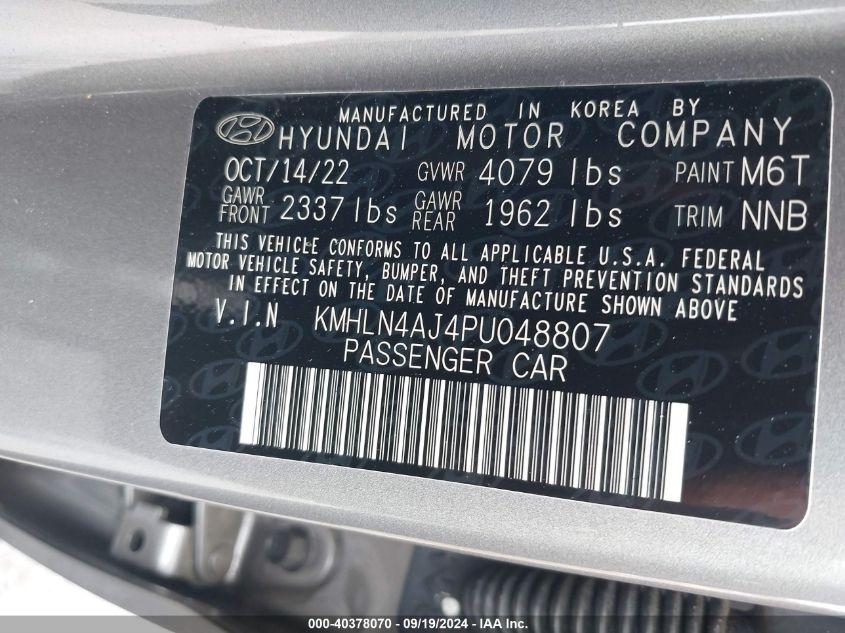 MANUFACTURED IN KOREA BY
HYUNDAI MOTOR COMPANY
OCT/14/22 GVWR 4079 lbs PAINT M6T
GAWR FRONT 2337 lbs GAWR REAR 1962 lbs TRIM NNB
THIS VEHICLE CONFORMS TO ALL APPLICABLE U.S.A. FEDERAL
MOTOR VEHICLE SAFETY, BUMPER, AND THEFT PREVENTION STANDARDS
IN EFFECT ON THE DATE OF MANUFACTURE SHOWN ABOVE
V.I.N KMHLN4AJ4PU048807
PASSENGER CAR
000-40378070 - 09/19/2024 - IAA, Inc.